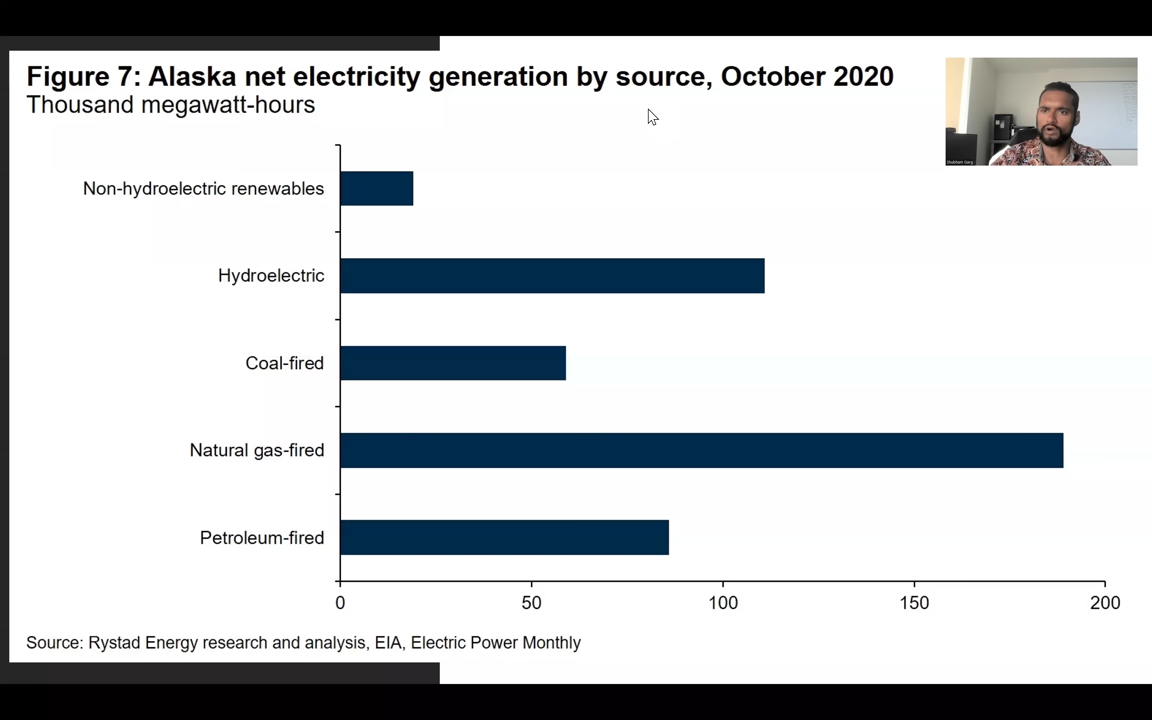 Figure 7: Alaska net electricity generation by source, October 2020
Thousand megawatt-hours
Shubham Garg
Non-hydroelectric renewables
Hydroelectric
Coal-fired
Natural gas-fired
Petroleum-fired
0 50 100 150 200
Source: Rystad Energy research and analysis, EIA, Electric Power Monthly